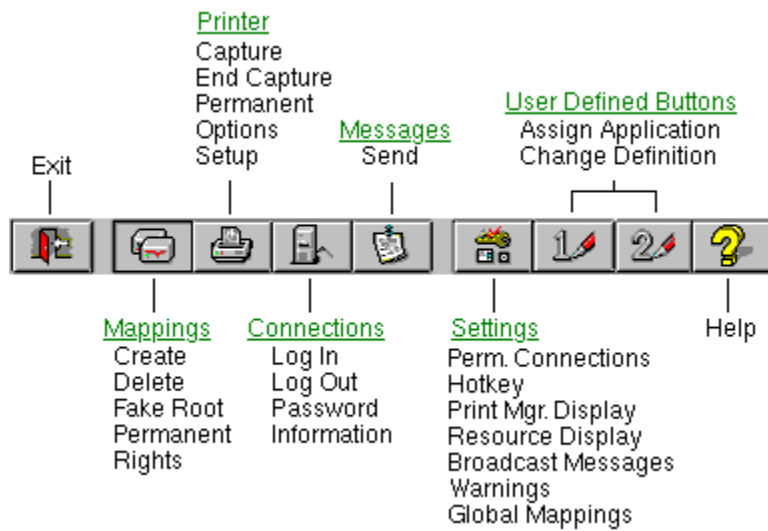 Printer
Capture
End Capture
Permanent
Options
Setup
Messages
Send
User Defined Buttons
Assign Application
Change Definition
Exit
1
2
?
Mappings
Create
Delete
Fake Root
Permanent
Rights
Connections
Log In
Log Out
Password
Information
Settings
Perm. Connections
Hotkey
Print Mgr. Display
Resource Display
Broadcast Messages
Warnings
Global Mappings
Help